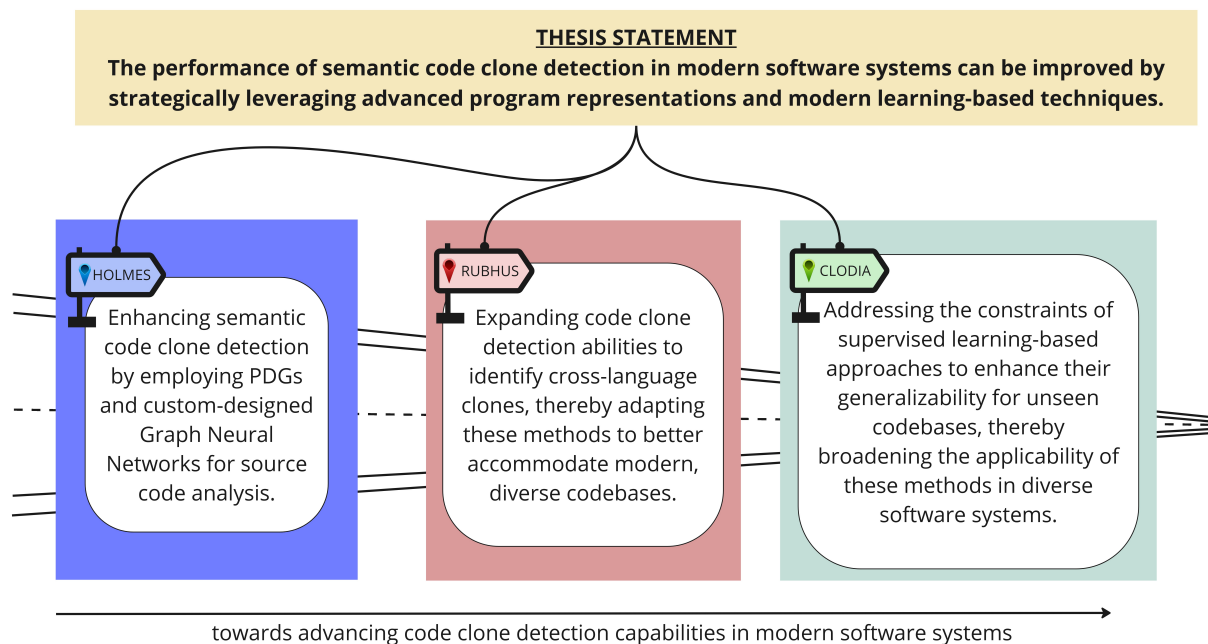 THESIS STATEMENT
The performance of semantic code clone detection in modern software systems can be improved by
strategically leveraging advanced program representations and modern learning-based techniques.
HOLMES
Enhancing semantic
code clone detection
by employing PDGs
and custom-designed
Graph Neural
Networks for source
code analysis.
RUBHUS
Expanding code clone
detection abilities to
identify cross-language
clones, thereby adapting
these methods to better
accommodate modern,
diverse codebases.
CLODIA
Addressing the constraints of
supervised learning-based
approaches to enhance their
generalizability for unseen
codebases, thereby
broadening the applicability of
these methods in diverse
software systems.
towards advancing code clone detection capabilities in modern software systems